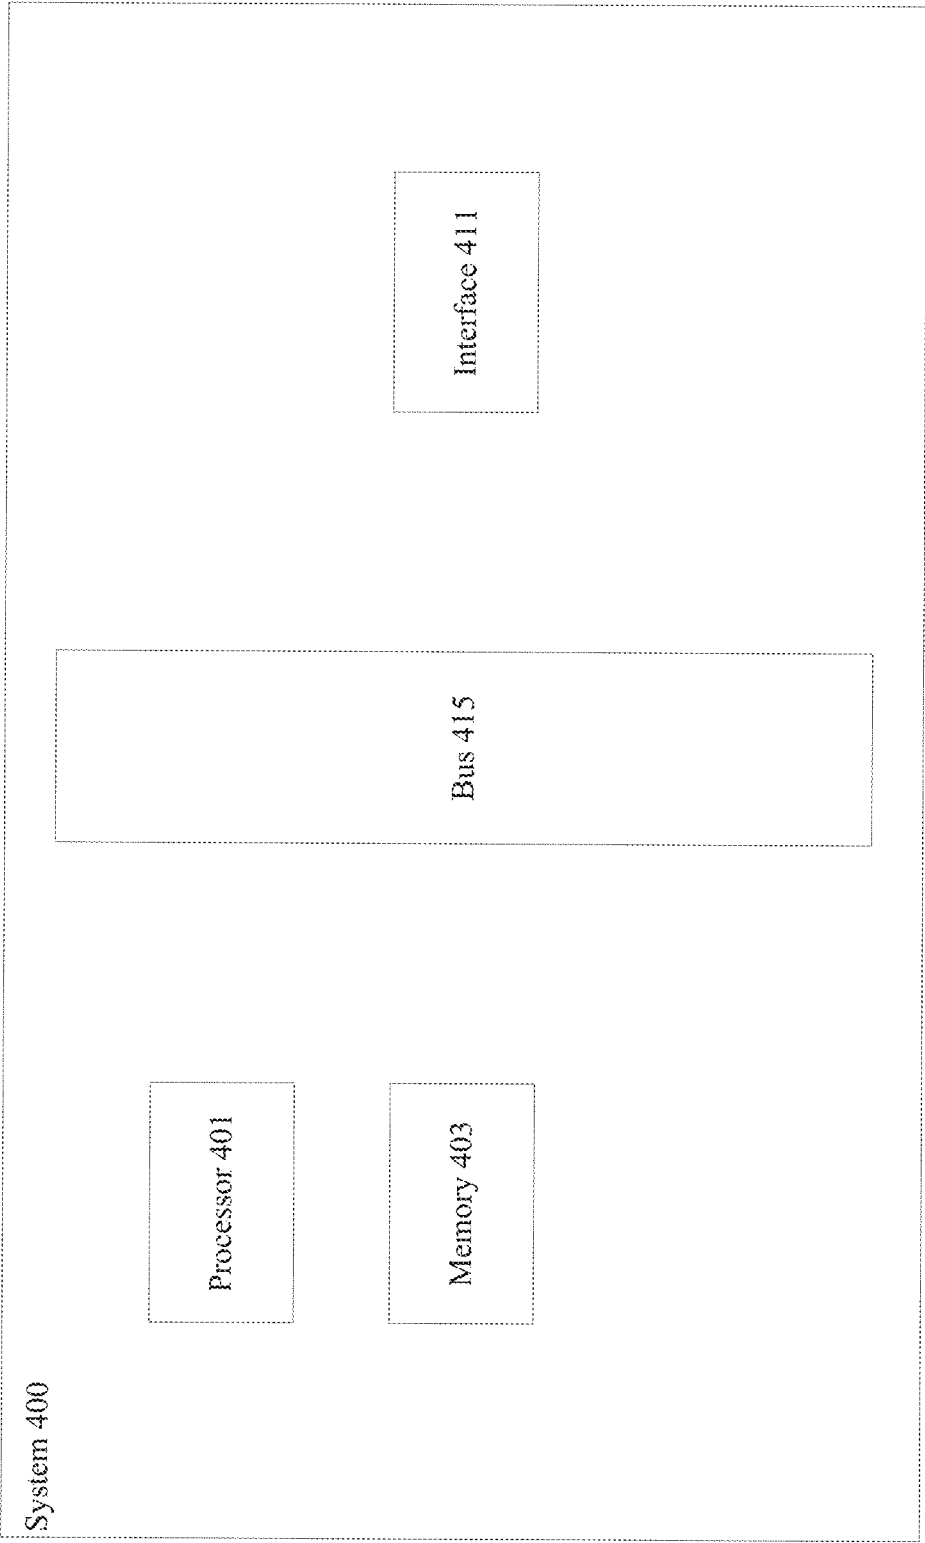 System 400
Processor 401
Memory 403
Bus 415
Interface 411